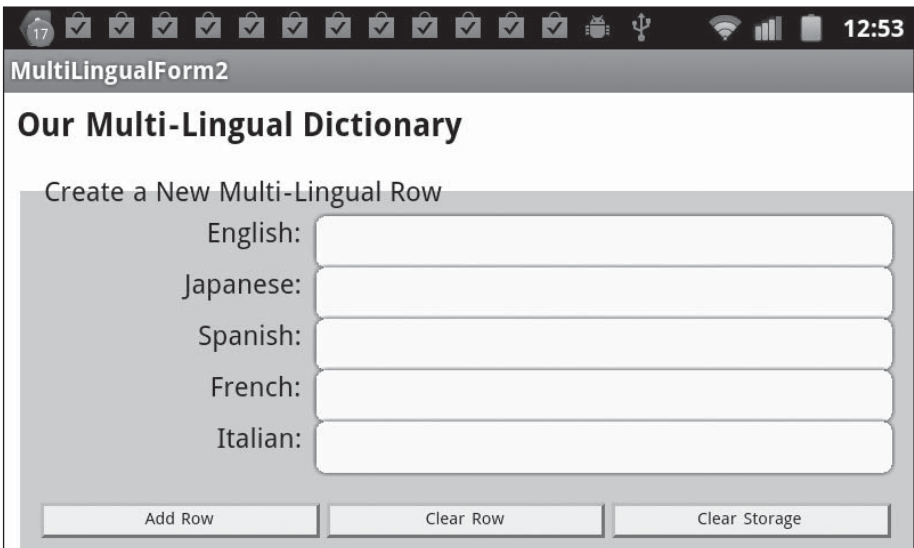 17 12:53
MultiLingualForm2
Our Multi-Lingual Dictionary
Create a New Multi-Lingual Row
English:
Japanese:
Spanish:
French:
Italian:
Add Row Clear Row Clear Storage